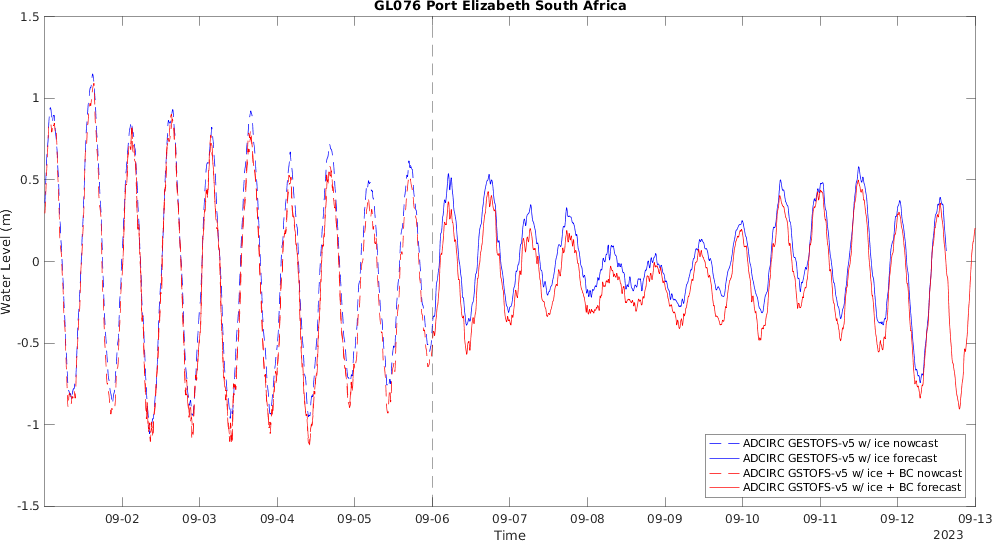 GL076 Port Elizabeth South Africa
1.5
1
0.5
0
-0.5
-1
-1.5
Water Level (m)
ADCIRC GESTOFS-v5 w/ ice nowcast
ADCIRC GESTOFS-v5 w/ ice forecast
ADCIRC GSTOFS-v5 w/ ice + BC nowcast
ADCIRC GSTOFS-v5 w/ ice + BC forecast
09-02 09-03 09-04 09-05 09-06 09-07 09-08 09-09 09-10 09-11 09-12 09-13
Time
2023